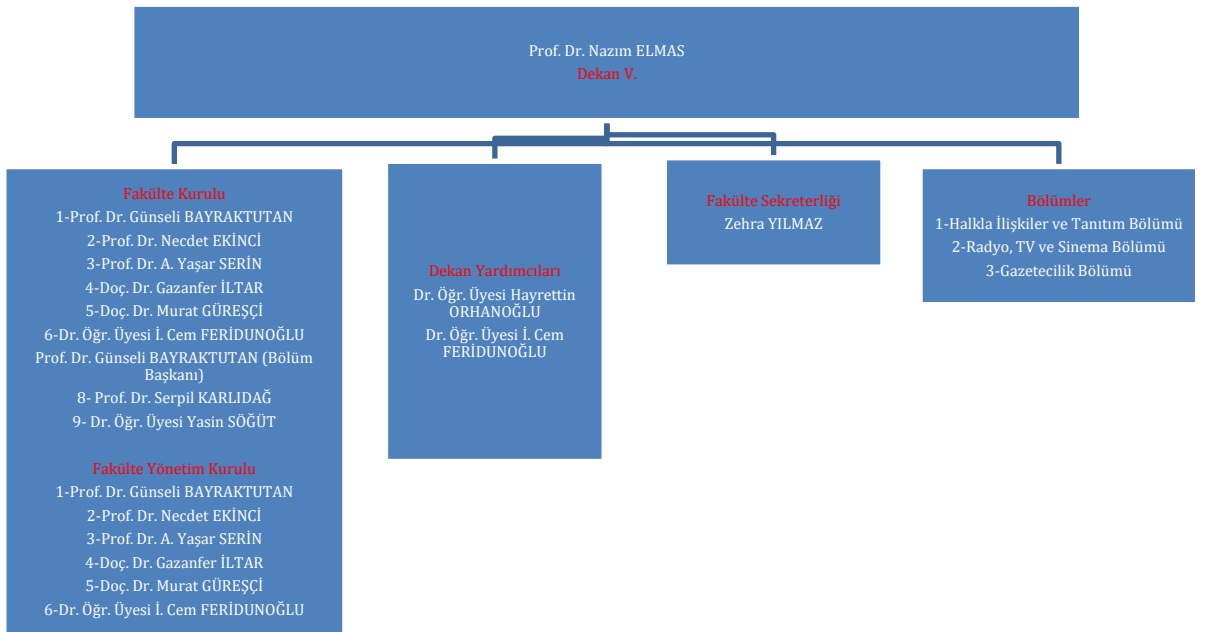 Prof. Dr. Nazım ELMAS
Dekan V.
Fakülte Kurulu
1-Prof. Dr. Günseli BAYRAKTUTAN
2-Prof. Dr. Necdet EKİNCİ
3-Prof. Dr. A. Yaşar SERİN
4-Doç. Dr. Gazanfer İLTAR
5-Doç. Dr. Murat GÜREŞÇİ
6-Dr. Öğr. Üyesi İ. Cem FERİDUNOĞLU
Prof. Dr. Günseli BAYRAKTUTAN (Bölüm
Başkanı)
8- Prof. Dr. Serpil KARLIDAĞ
9- Dr. Öğr. Üyesi Yasin SÖĞÜT
Fakülte Yönetim Kurulu
1-Prof. Dr. Günseli BAYRAKTUTAN
2-Prof. Dr. Necdet EKİNCİ
3-Prof. Dr. A. Yaşar SERİN
4-Doç. Dr. Gazanfer İLTAR
5-Doç. Dr. Murat GÜREŞÇİ
6-Dr. Öğr. Üyesi İ. Cem FERİDUNOĞLU
Dekan Yardımcıları
Dr. Öğr. Üyesi Hayrettin
ORHANOĞLU
Dr. Öğr. Üyesi İ. Cem
FERİDUNOĞLU
Fakülte Sekreterliği
Zehra YILMAZ
Bölümler
1-Halkla İlişkiler ve Tanıtım Bölümü
2-Radyo, TV ve Sinema Bölümü
3-Gazetecilik Bölümü